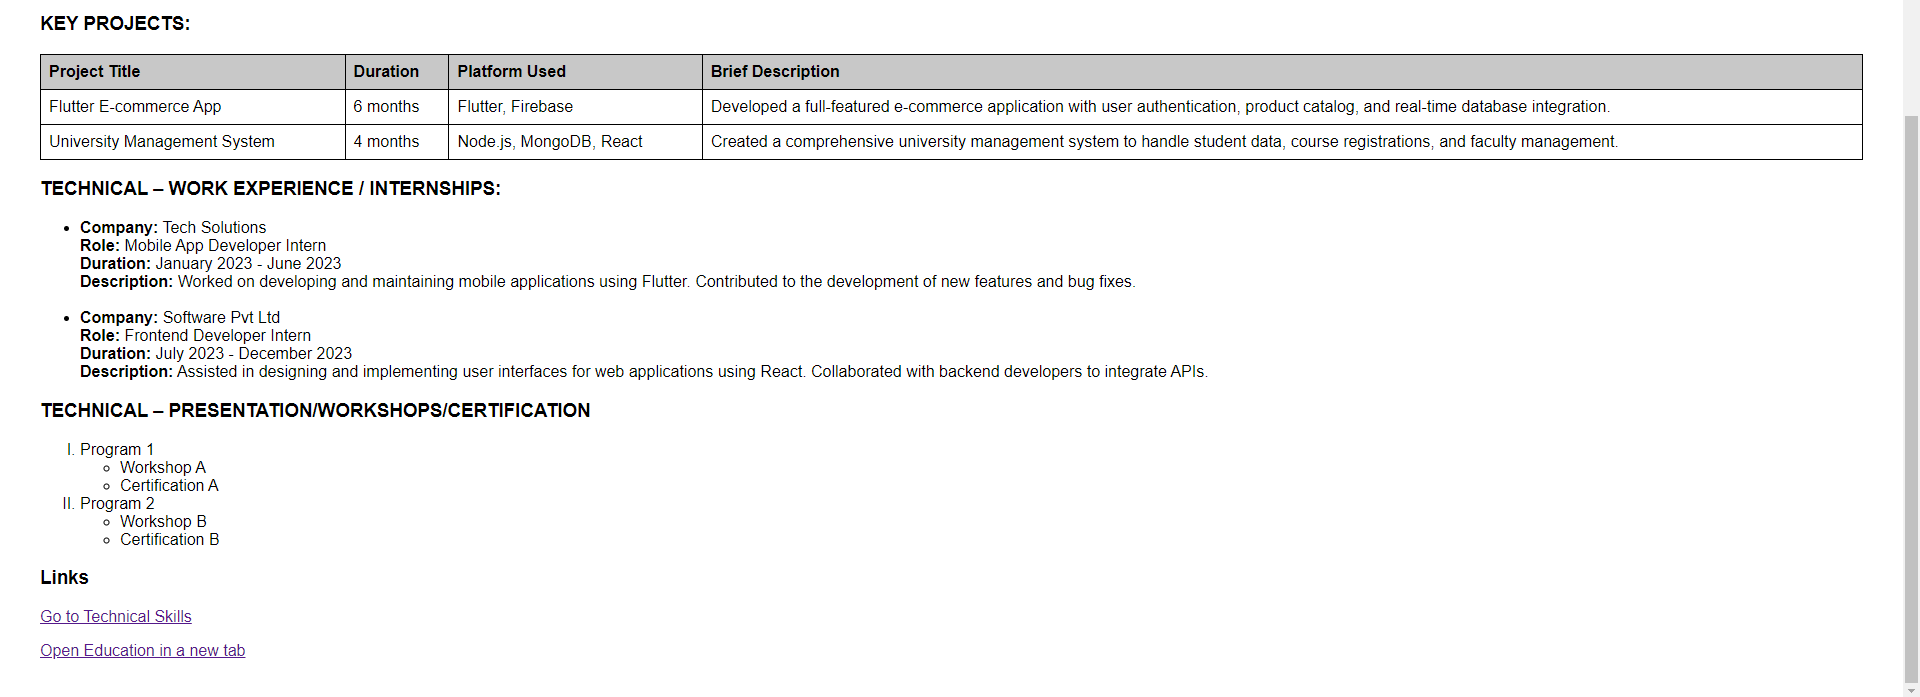 KEY PROJECTS:
Project Title Duration Platform Used Brief Description
Flutter E-commerce App 6 months Flutter, Firebase Developed a full-featured e-commerce application with user authentication, product catalog, and real-time database integration.
University Management System 4 months Node.js, MongoDB, React Created a comprehensive university management system to handle student data, course registrations, and faculty management.
TECHNICAL – WORK EXPERIENCE / INTERNSHIPS:
• Company: Tech Solutions
Role: Mobile App Developer Intern
Duration: January 2023 - June 2023
Description: Worked on developing and maintaining mobile applications using Flutter. Contributed to the development of new features and bug fixes.
• Company: Software Pvt Ltd
Role: Frontend Developer Intern
Duration: July 2023 - December 2023
Description: Assisted in designing and implementing user interfaces for web applications using React. Collaborated with backend developers to integrate APIs.
TECHNICAL – PRESENTATION/WORKSHOPS/CERTIFICATION
I. Program 1
◦ Workshop A
◦ Certification A
II. Program 2
◦ Workshop B
◦ Certification B
Links
Go to Technical Skills
Open Education in a new tab